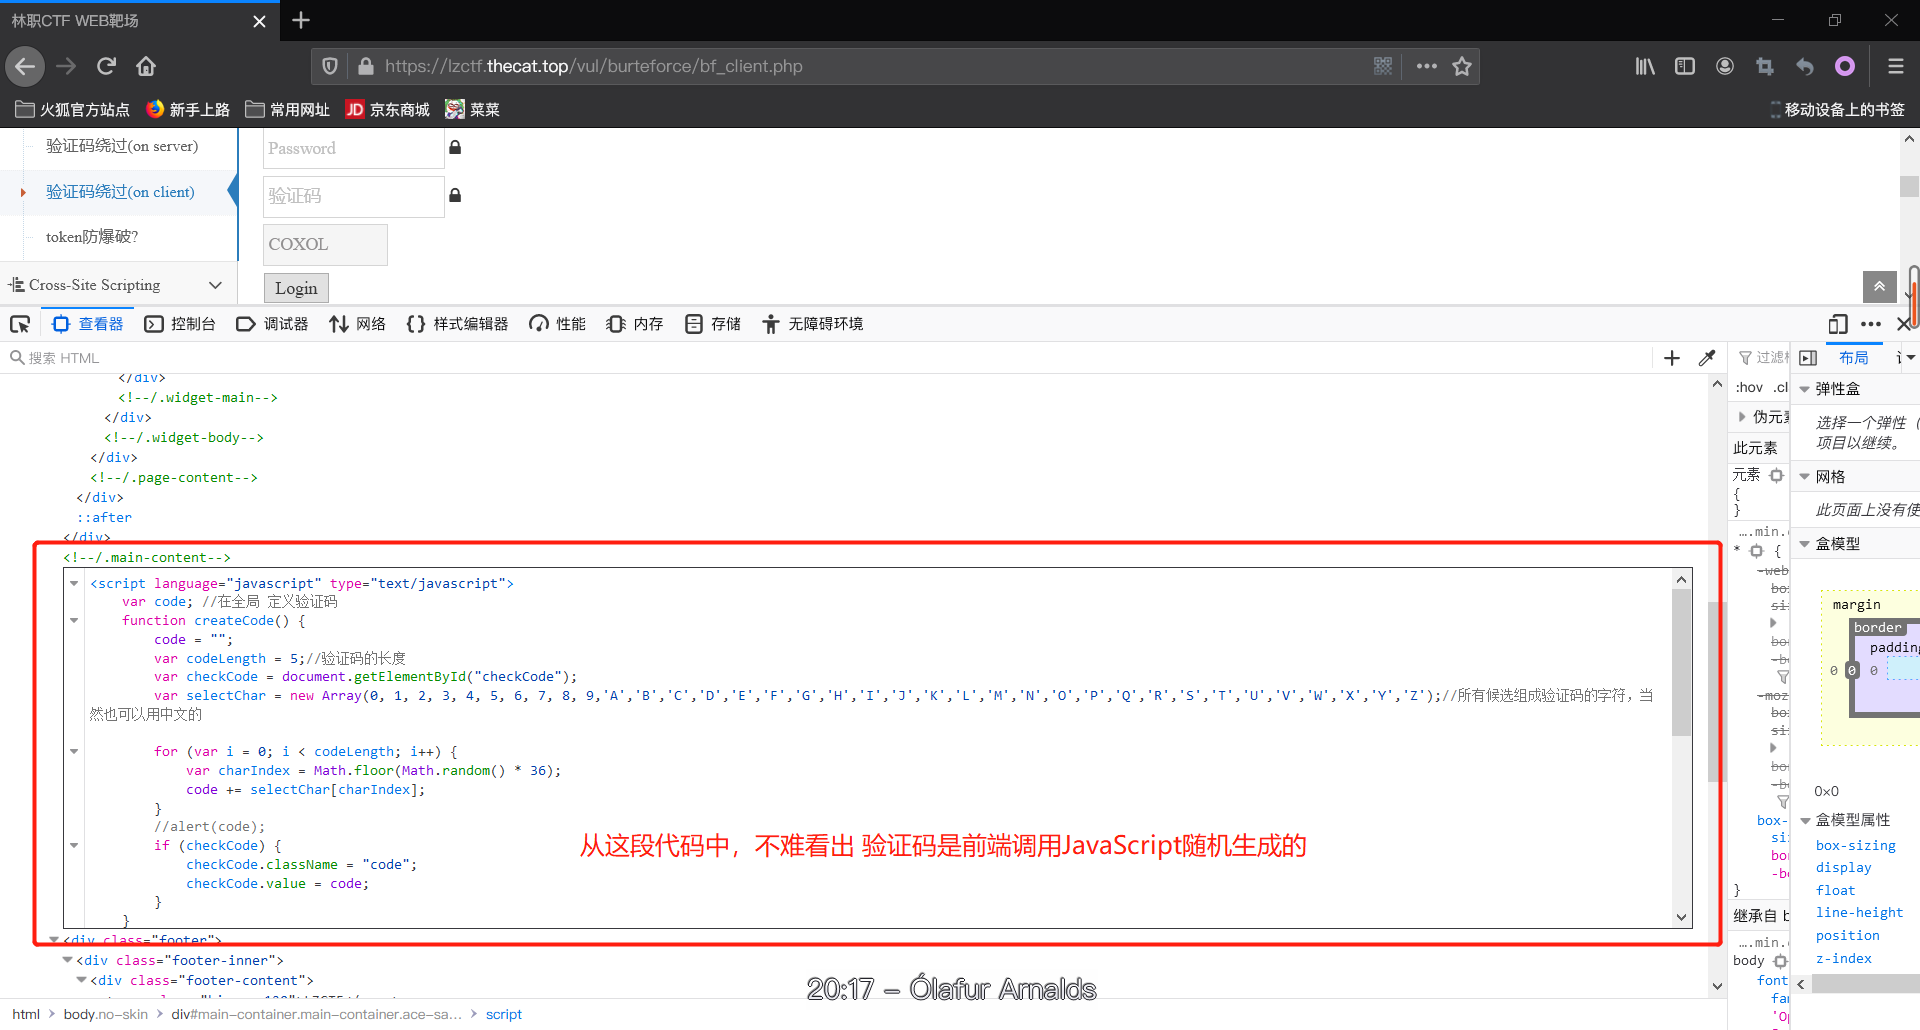 林职CTF WEB靶场
https://lzctf.thecat.top/vul/burteforce/bf_client.php
火狐官方站点
新手上路
常用网址
JD 京东商城
菜菜
移动设备上的书签
验证码绕过(on server)
验证码绕过(on client)
token防爆破?
Cross-Site Scripting
Password
验证码
COXOL
Login
查看器
控制台
调试器
网络
样式编辑器
性能
内存
存储
无障碍环境
搜索 HTML
</div>
<!--/.widget-main-->
</div>
<!--/.widget-body-->
</div>
<!--/.page-content-->
</div>
::after
</div>
<!--/.main-content-->
<script language="javascript" type="text/javascript">
var code; //在全局 定义验证码
function createCode() {
code = "";
var codeLength = 5;//验证码的长度
var checkCode = document.getElementById("checkCode");
var selectChar = new Array(0, 1, 2, 3, 4, 5, 6, 7, 8, 9,'A','B','C','D','E','F','G','H','I','J','K','L','M','N','O','P','Q','R','S','T','U','V','W','X','Y','Z');//所有候选组成验证码的字符，当
然也可以用中文的
for (var i = 0; i < codeLength; i++) {
var charIndex = Math.floor(Math.random() * 36);
code += selectChar[charIndex];
}
//alert(code);
if (checkCode) {
checkCode.className = "code";
checkCode.value = code;
}
}
从这段代码中，不难看出 验证码是前端调用JavaScript随机生成的
<div class="footer">
<div class="footer-inner">
<div class="footer-content">
20:17 – Ólafur Arnalds
html
body.no-skin
div#main-container.main-container.ace-sa...
script
:hov .cl
此元素
元素
{
}
....min.
* {
}
继承自 b
....min.
body
font
布局
弹性盒
选择一个弹性（
项目以继续。
网格
此页面上没有使
盒模型
margin
border
padding
0 0 0
0×0
盒模型属性
box-sizing
display
float
line-height
position
z-index